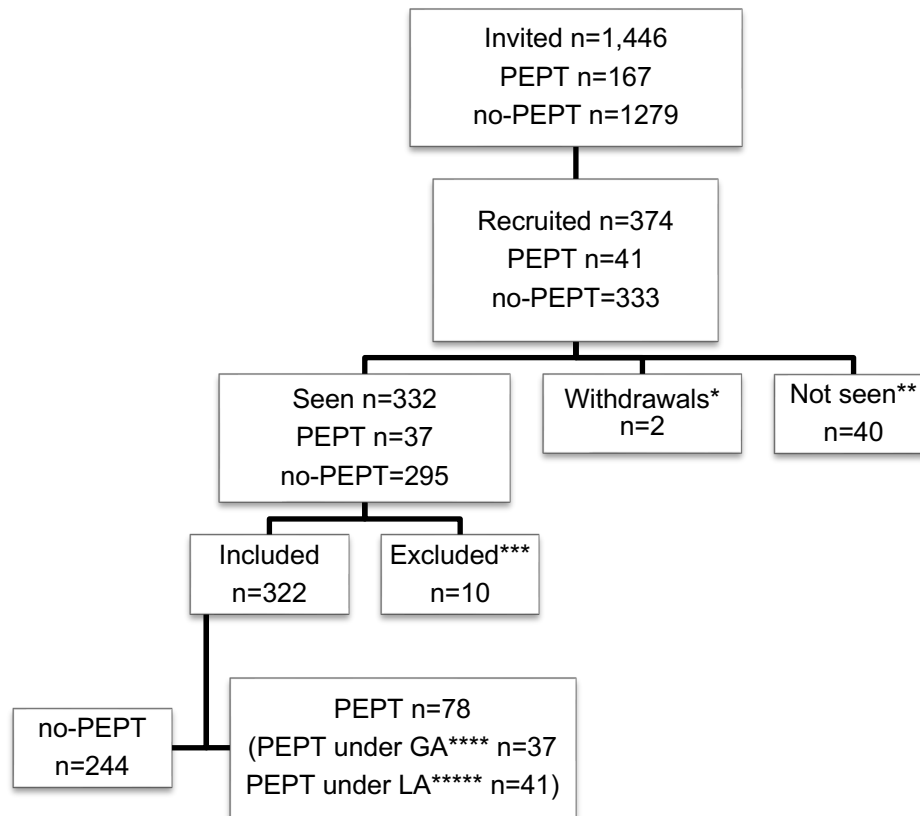 Invited n=1,446
PEPT n=167
no-PEPT n=1279
Recruited n=374
PEPT n=41
no-PEPT=333
Seen n=332
PEPT n=37
no-PEPT=295
Withdrawals*
n=2
Not seen**
n=40
Included
n=322
Excluded***
n=10
no-PEPT
n=244
PEPT n=78
(PEPT under GA**** n=37
PEPT under LA***** n=41)